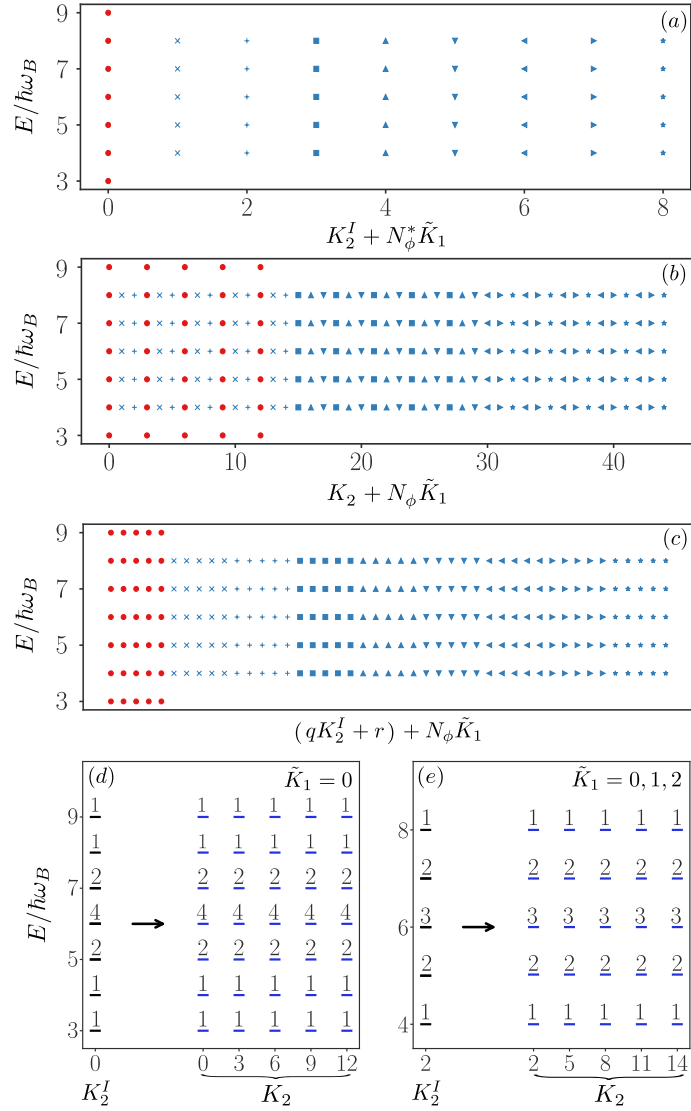 (a)
E/ħω_B
9
7
5
3
0 2 4 6 8
K_2^I + N_ϕ^* K̃_1
(b)
E/ħω_B
9
7
5
3
0 10 20 30 40
K_2 + N_ϕ K̃_1
(c)
E/ħω_B
9
7
5
3
(qK_2^I + r) + N_ϕ K̃_1
(d) K̃_1 = 0
E/ħω_B
1 1 1 1 1 1
9
1 1 1 1 1 1
2 2 2 2 2 2
7
4 4 4 4 4 4
2 2 2 2 2 2
5
1 1 1 1 1 1
1 1 1 1 1 1
3
0 0 3 6 9 12
K_2^I K_2
(e) K̃_1 = 0, 1, 2
1 1 1 1 1 1
8
2 2 2 2 2 2
3 3 3 3 3 3
6
2 2 2 2 2 2
1 1 1 1 1 1
4
2 2 5 8 11 14
K_2^I K_2